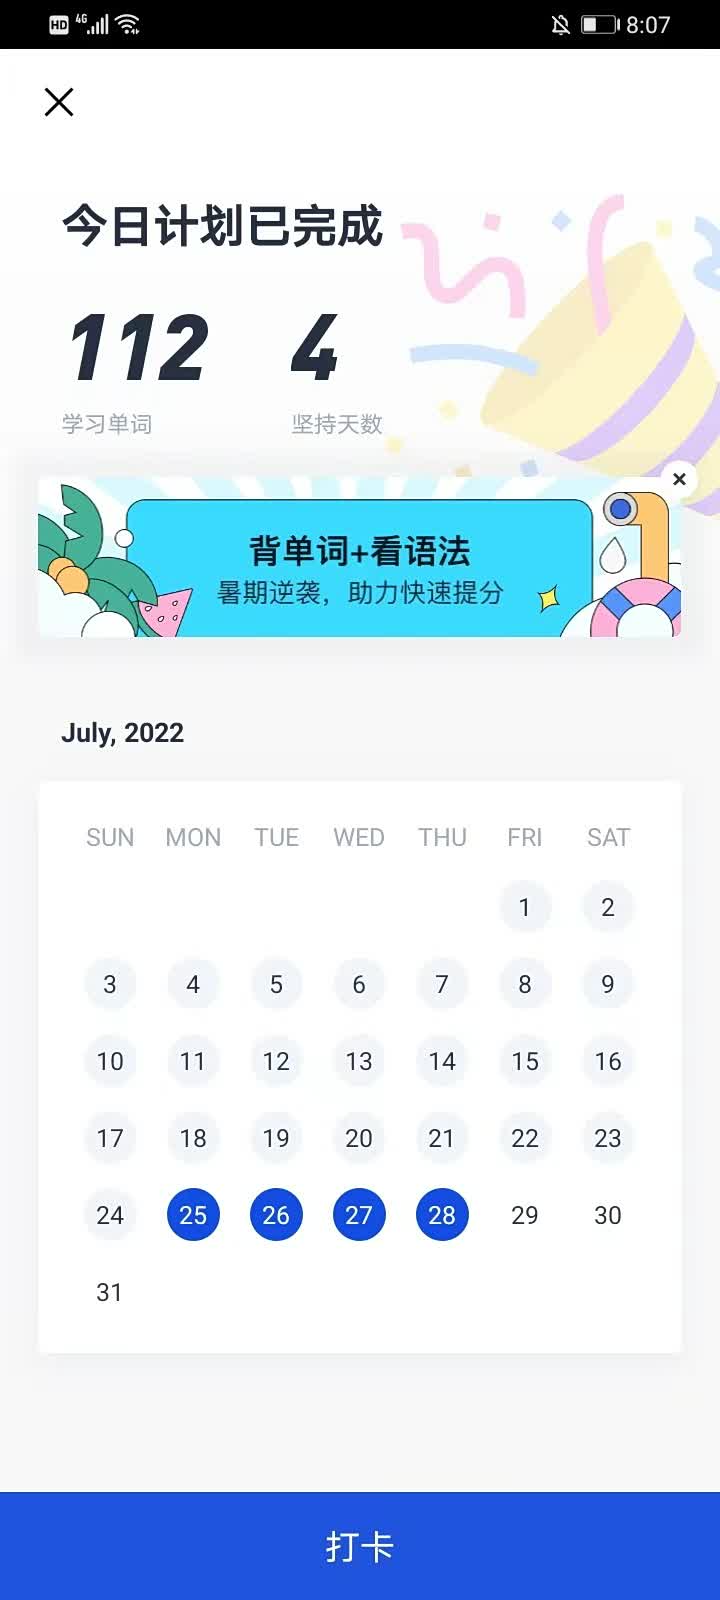 HD 4G 8:07
今日计划已完成
112 4
学习单词 坚持天数
背单词+看语法
暑期逆袭，助力快速提分
July, 2022
SUN MON TUE WED THU FRI SAT
1 2
3 4 5 6 7 8 9
10 11 12 13 14 15 16
17 18 19 20 21 22 23
24 25 26 27 28 29 30
31
打卡